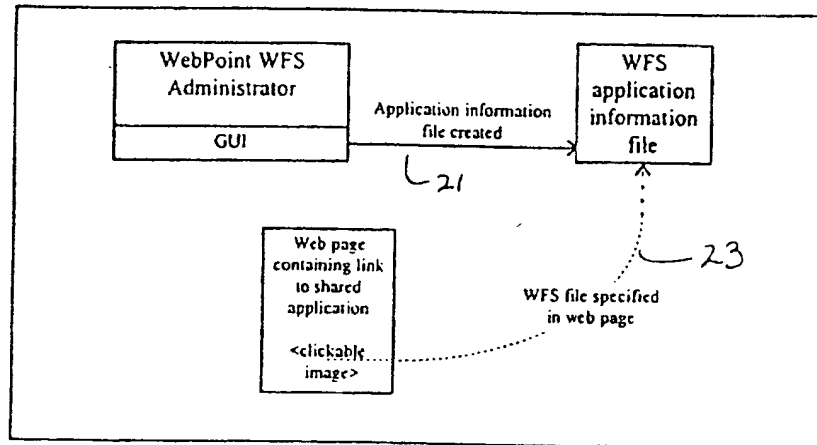 WebPoint WFS
Administrator
GUI
Application information
file created
21
WFS
application
information
file
23
Web page
containing link
to shared
application
<clickable
image>
WFS file specified
in web page